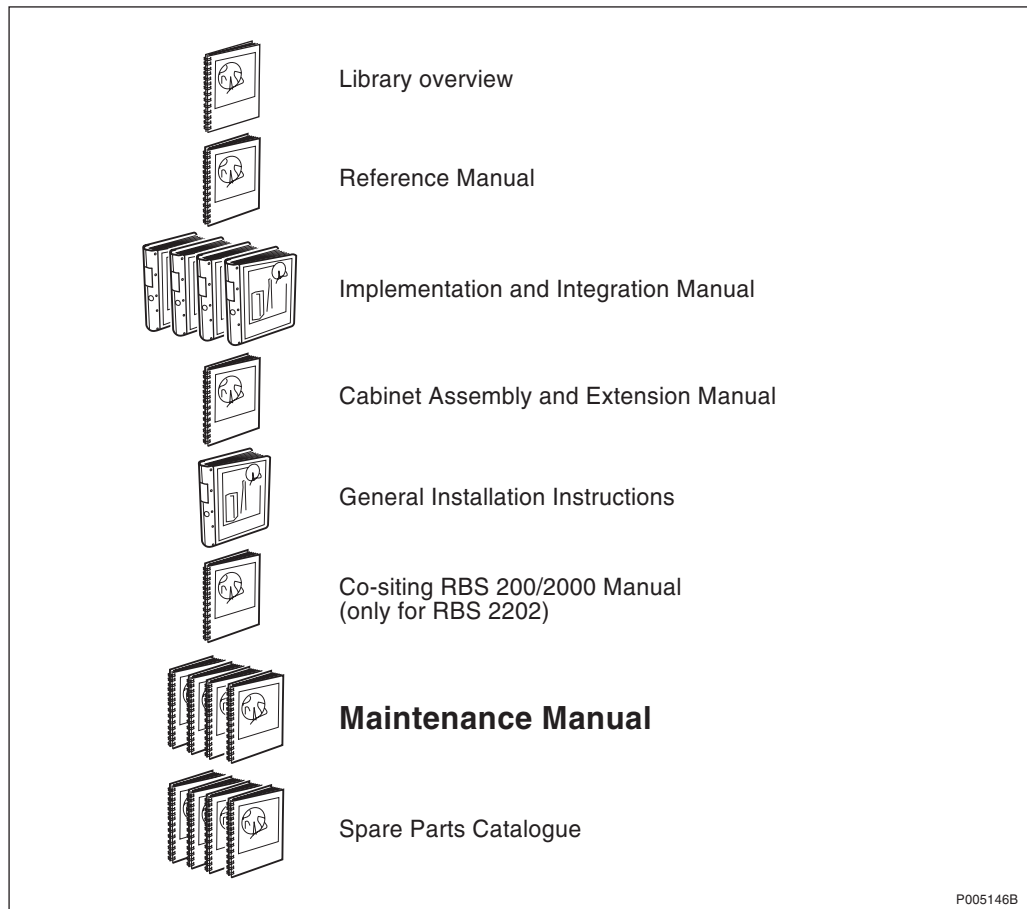 Library overview
Reference Manual
Implementation and Integration Manual
Cabinet Assembly and Extension Manual
General Installation Instructions
Co-siting RBS 200/2000 Manual
(only for RBS 2202)
Maintenance Manual
Spare Parts Catalogue
P005146B